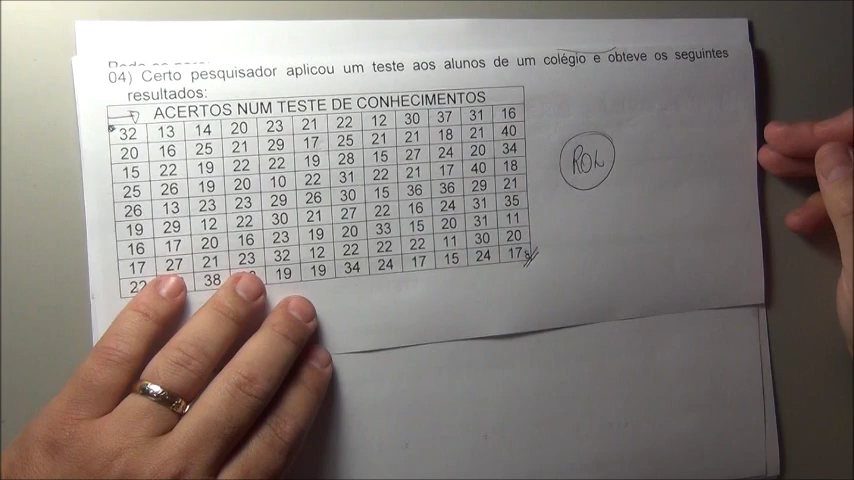 04) Certo pesquisador aplicou um teste aos alunos de um colégio e obteve os seguintes
resultados:
ACERTOS NUM TESTE DE CONHECIMENTOS
32 13 14 20 23 21 22 12 30 37 31 16
20 16 25 21 29 17 25 21 21 18 21 40
15 22 19 22 22 19 28 15 27 24 20 34
25 26 19 20 10 22 31 22 21 17 40 18
26 13 23 23 29 26 30 15 36 36 29 21
19 29 12 22 30 21 27 22 16 24 31 35
16 17 20 16 23 19 20 33 15 20 31 11
17 27 21 23 32 12 22 22 22 11 30 20
22 38 19 19 34 24 17 15 24 17
ROL